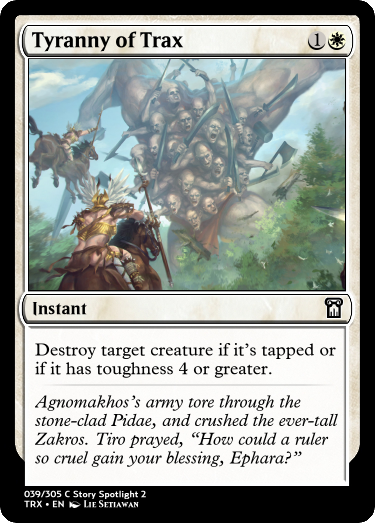 Tyranny of Trax 1
Instant
Destroy target creature if it's tapped or
if it has toughness 4 or greater.
Agnomakhos's army tore through the
stone-clad Pidae, and crushed the ever-tall
Zakros. Tiro prayed, “How could a ruler
so cruel gain your blessing, Ephara?”
039/305 C Story Spotlight 2
TRX • EN Lie Setiawan